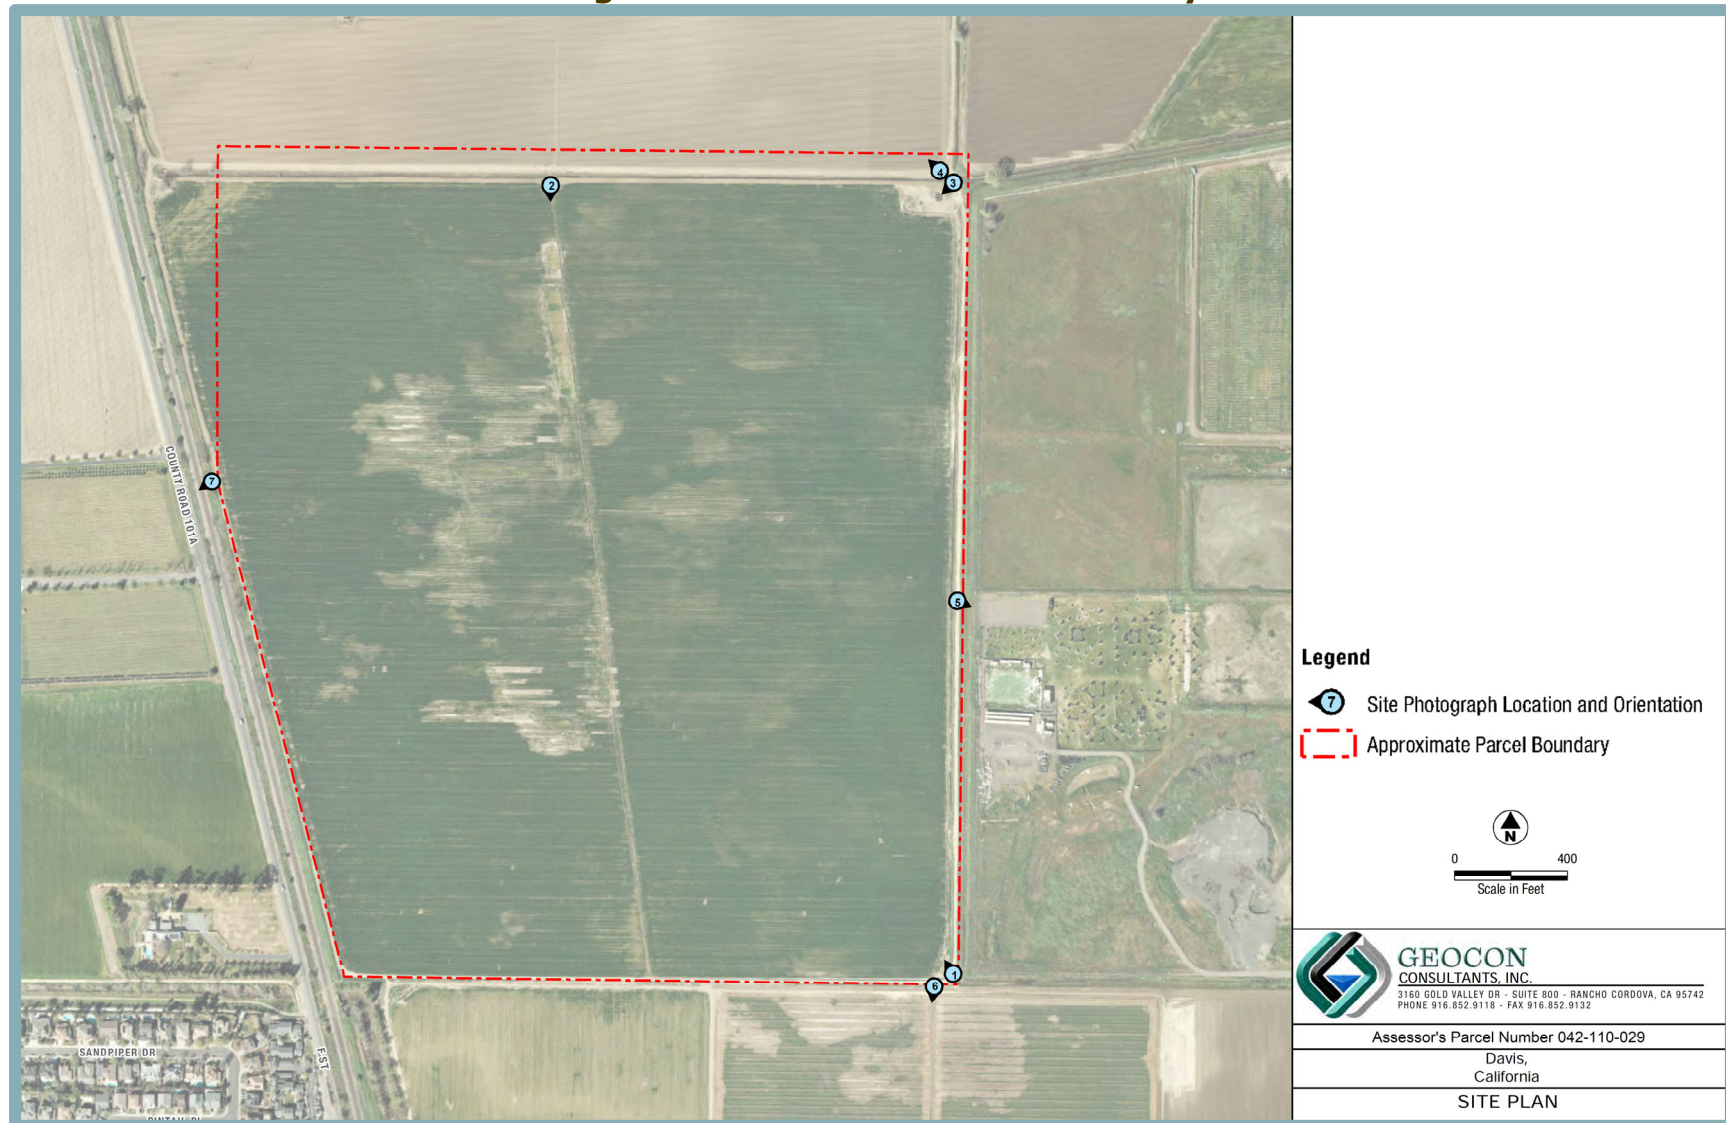 4
3
2
COUNTY ROAD 101A
7
5
1
6
SANDPIPER DR
F ST
Legend
7 Site Photograph Location and Orientation
Approximate Parcel Boundary
N
0 400
Scale in Feet
GEOCON
CONSULTANTS, INC.
3160 GOLD VALLEY DR - SUITE 800 - RANCHO CORDOVA, CA 95742
PHONE 916.852.9118 - FAX 916.852.9132
Assessor's Parcel Number 042-110-029
Davis,
California
SITE PLAN